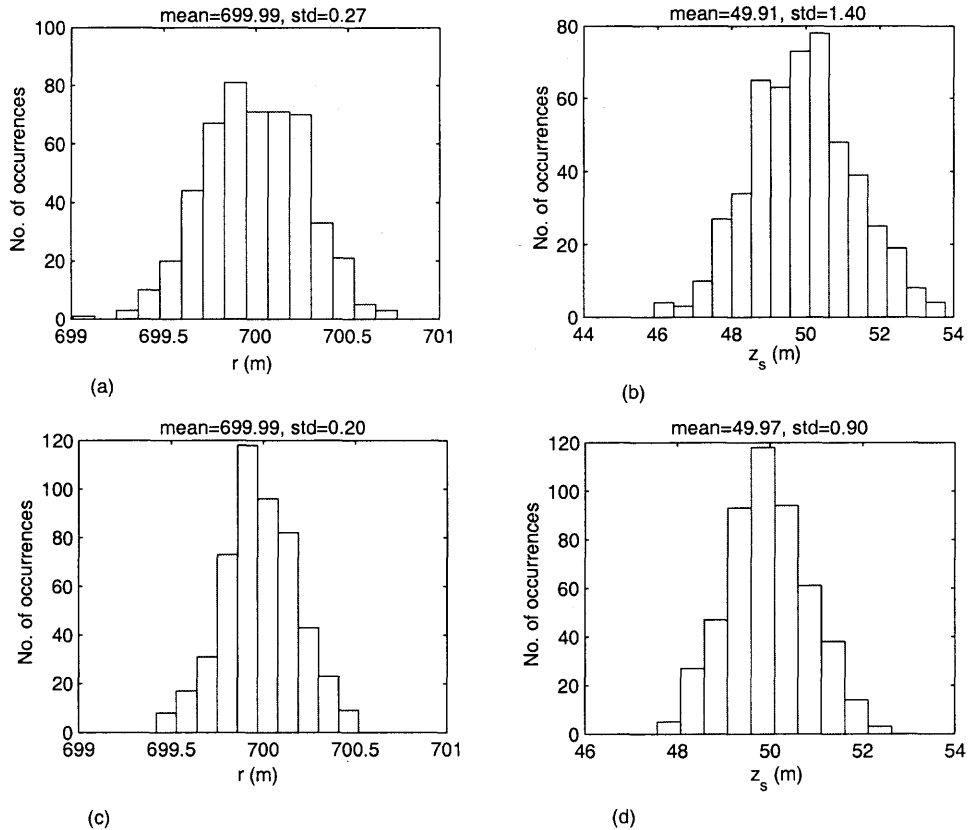 mean=699.99, std=0.27
100
80
60
40
20
0
No. of occurrences
699
699.5
700
700.5
701
r (m)
(a)
mean=49.91, std=1.40
80
60
40
20
0
No. of occurrences
44
46
48
50
52
54
z_s (m)
(b)
mean=699.99, std=0.20
120
100
80
60
40
20
0
No. of occurrences
699
699.5
700
700.5
701
r (m)
(c)
mean=49.97, std=0.90
120
100
80
60
40
20
0
No. of occurrences
46
48
50
52
54
z_s (m)
(d)